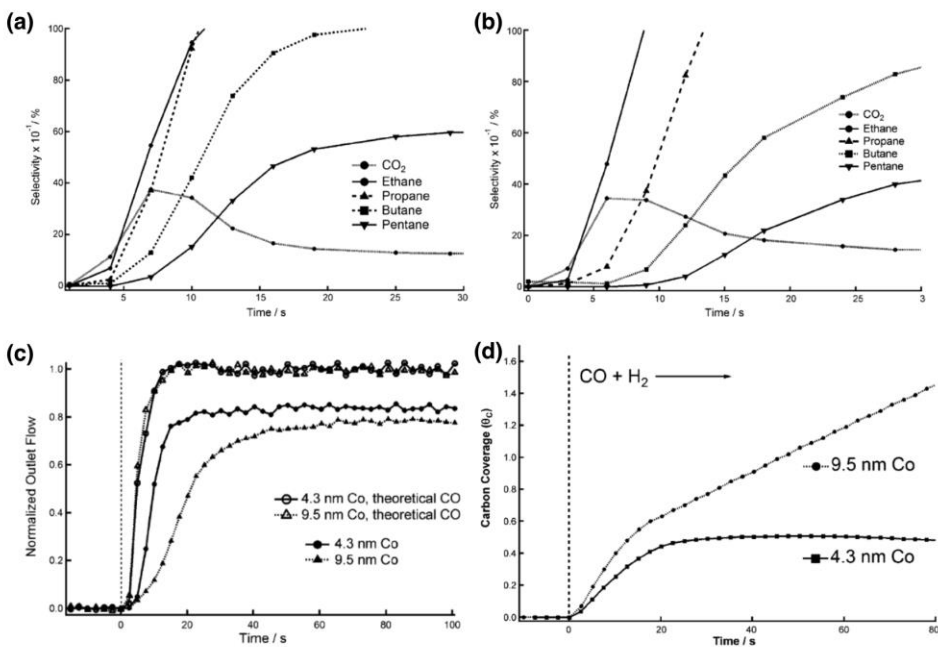 (a)
100
80
60
40
20
0
Selectivity x 10⁻¹ / %
5
10
15
20
25
30
Time / s
CO₂
Ethane
Propane
Butane
Pentane
(b)
100
80
60
40
20
0
Selectivity x 10⁻¹ / %
0
5
10
15
20
25
3
Time / s
CO₂
Ethane
Propane
Butane
Pentane
(c)
1.0
0.8
0.6
0.4
0.2
0.0
Normalized Outlet Flow
0
20
40
60
80
100
Time / s
4.3 nm Co, theoretical CO
9.5 nm Co, theoretical CO
4.3 nm Co
9.5 nm Co
(d)
1.6
1.4
1.2
1.0
0.8
0.6
0.4
0.2
0.0
Carbon Coverage (θC)
CO + H₂
9.5 nm Co
4.3 nm Co
0
20
40
60
80
Time / s